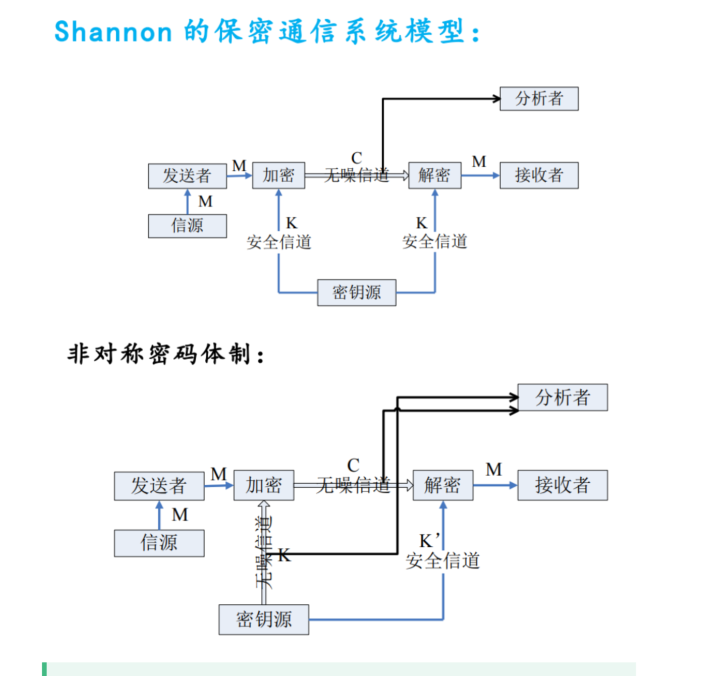 Shannon 的保密通信系统模型：
分析者
C
M
M
发送者
加密
无噪信道
解密
接收者
M
信源
K
K
安全信道
安全信道
密钥源
非对称密码体制：
分析者
C
M
M
发送者
加密
无噪信道
解密
接收者
M
信源
无噪信道
K
K’
安全信道
密钥源